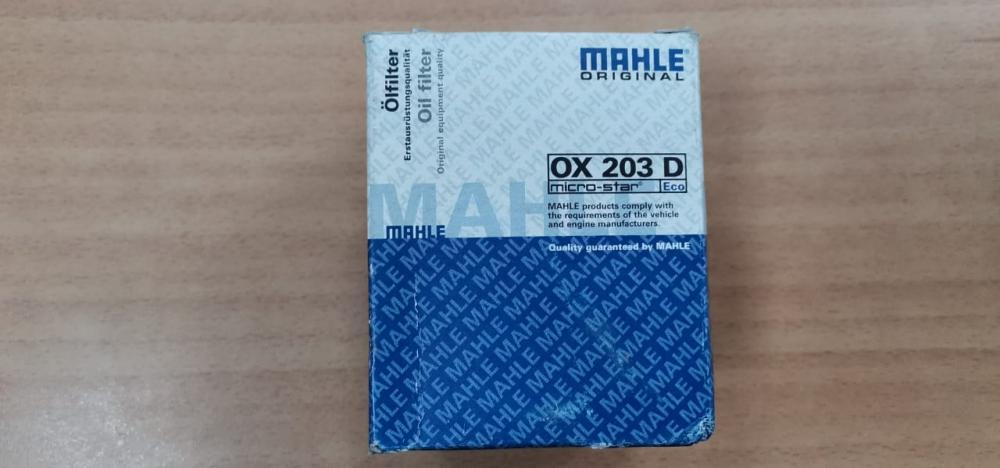 Ölfilter
Erstausrüstungsqualität
Oil filter
Original equipment quality
MAHLE
ORIGINAL
OX 203 D
micro-star® Eco
MAHLE products comply with
the requirements of the vehicle
and engine manufacturers.
MAHLE
Quality guaranteed by MAHLE